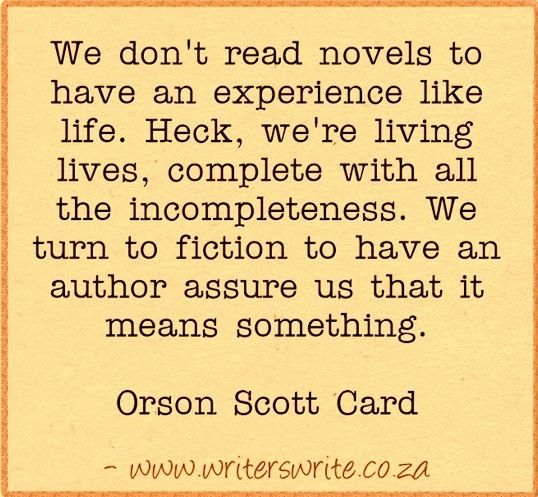 We don't read novels to
have an experience like
life. Heck, we're living
lives, complete with all
the incompleteness. We
turn to fiction to have an
author assure us that it
means something.
Orson Scott Card
- www.writerswrite.co.za